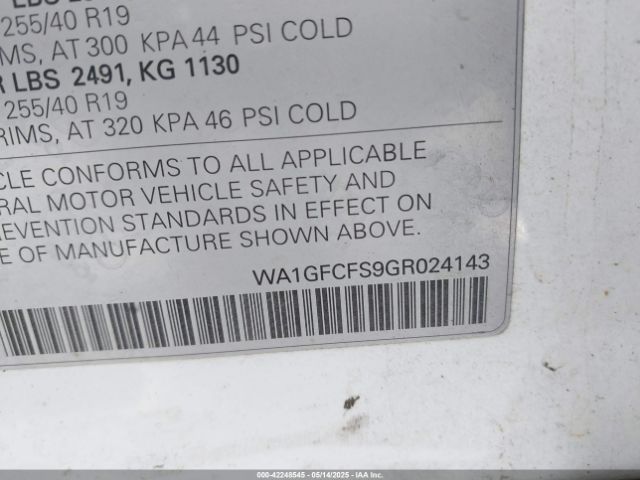 255/40 R19
MS, AT 300 KPA 44 PSI COLD
R LBS 2491, KG 1130
255/40 R19
RIMS, AT 320 KPA 46 PSI COLD
CLE CONFORMS TO ALL APPLICABLE
RAL MOTOR VEHICLE SAFETY AND
REVENTION STANDARDS IN EFFECT ON
E OF MANUFACTURE SHOWN ABOVE.
WA1GFCFS9GR024143
000-42248545 - 05/14/2025 - IAA Inc.